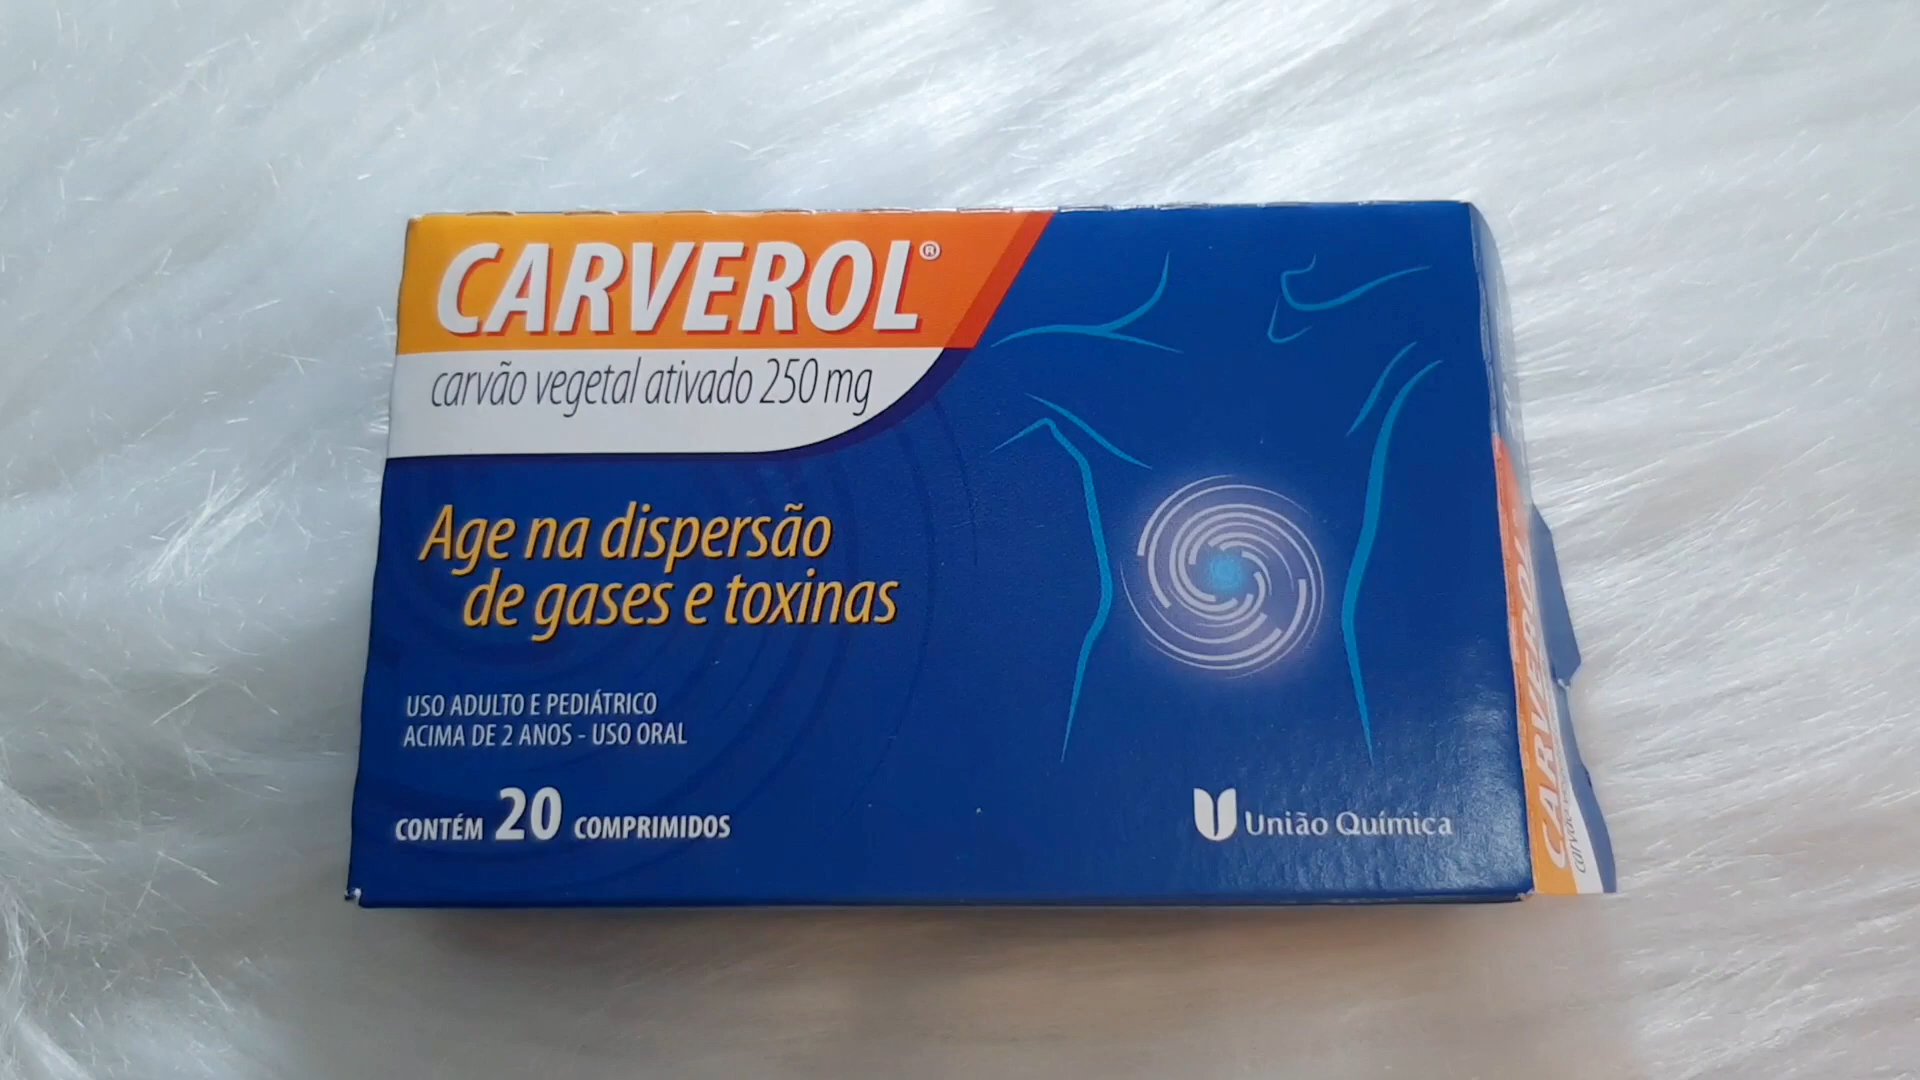 CARVEROL®
carvão vegetal ativado 250 mg
Age na dispersão
de gases e toxinas
USO ADULTO E PEDIÁTRICO
ACIMA DE 2 ANOS - USO ORAL
CONTÉM 20 COMPRIMIDOS
União Química
CARVEROL